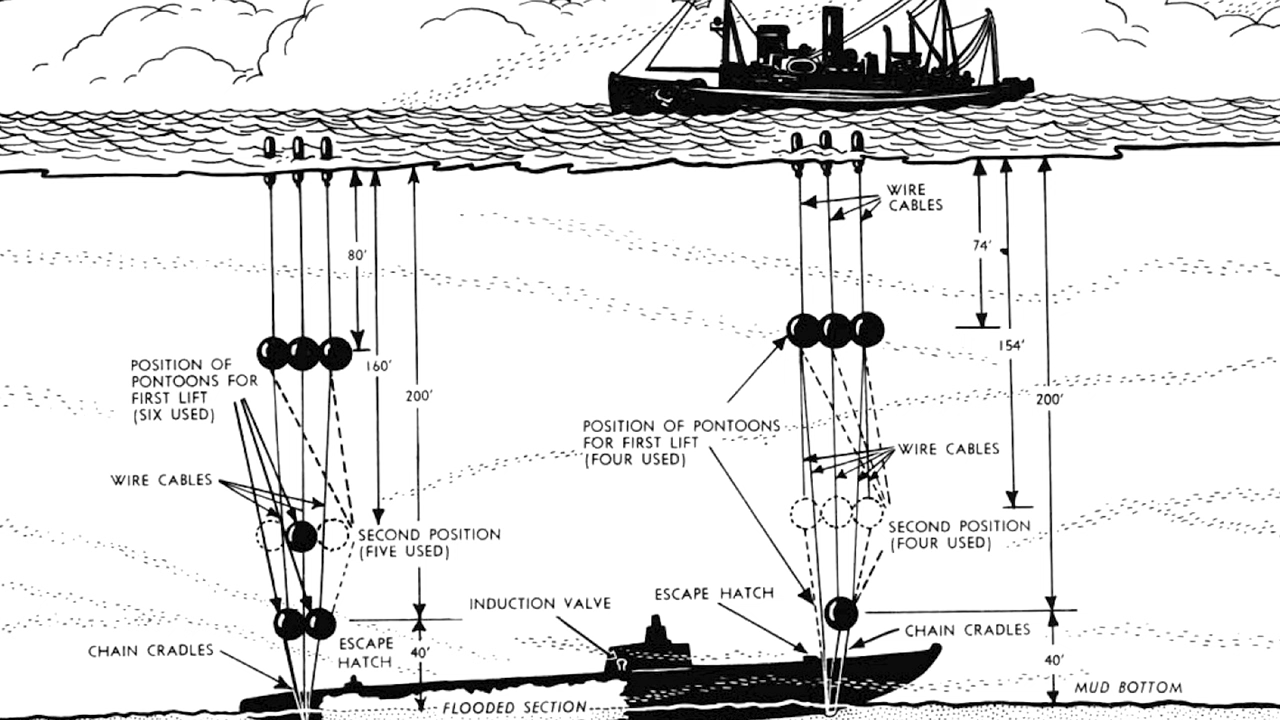 WIRE
CABLES
80'
74'
160'
154'
200'
200'
POSITION OF
PONTOONS FOR
FIRST LIFT
(SIX USED)
POSITION OF PONTOONS
FOR FIRST LIFT
(FOUR USED)
WIRE CABLES
WIRE CABLES
SECOND POSITION
(FIVE USED)
SECOND POSITION
(FOUR USED)
INDUCTION VALVE
ESCAPE HATCH
CHAIN CRADLES
ESCAPE
HATCH
40'
CHAIN CRADLES
40'
MUD BOTTOM
FLOODED SECTION